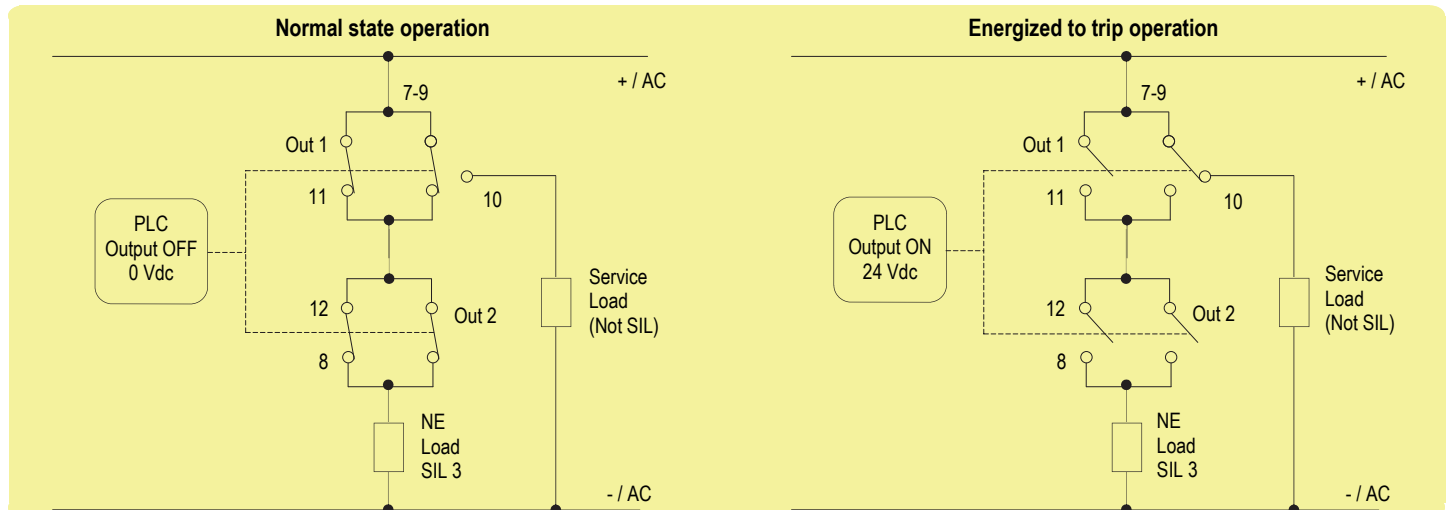 Normal state operation
+ / AC
7-9
Out 1
11
10
PLC
Output OFF
0 Vdc
12
Out 2
8
Service
Load
(Not SIL)
NE
Load
SIL 3
- / AC
Energized to trip operation
+ / AC
7-9
Out 1
11
10
PLC
Output ON
24 Vdc
12
Out 2
8
Service
Load
(Not SIL)
NE
Load
SIL 3
- / AC